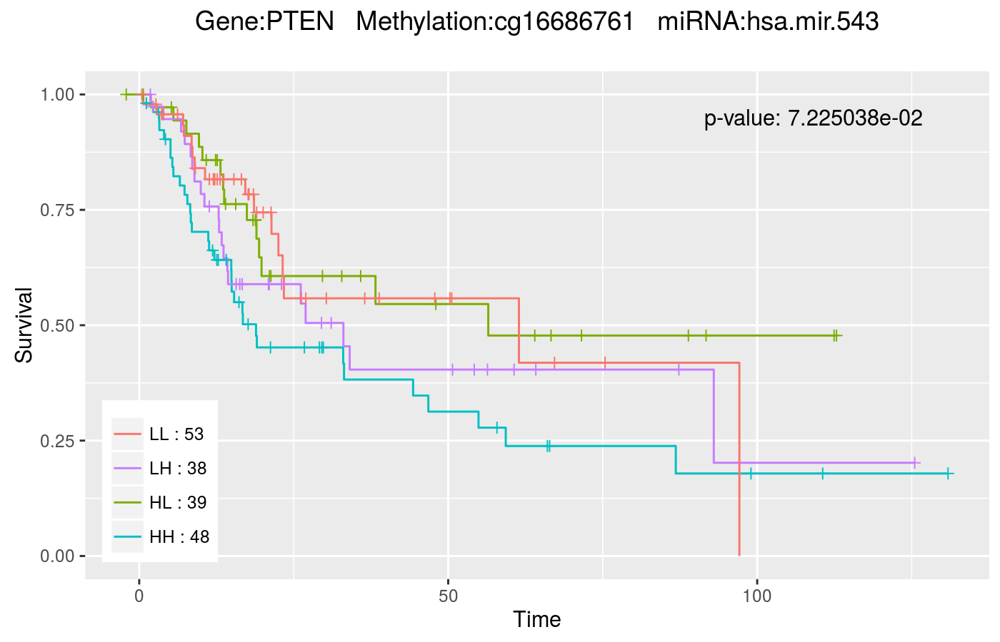 Gene:PTEN   Methylation:cg16686761   miRNA:hsa.mir.543
p-value: 7.225038e-02
Survival
1.00
0.75
0.50
0.25
0.00
LL : 53
LH : 38
HL : 39
HH : 48
0
50
100
Time